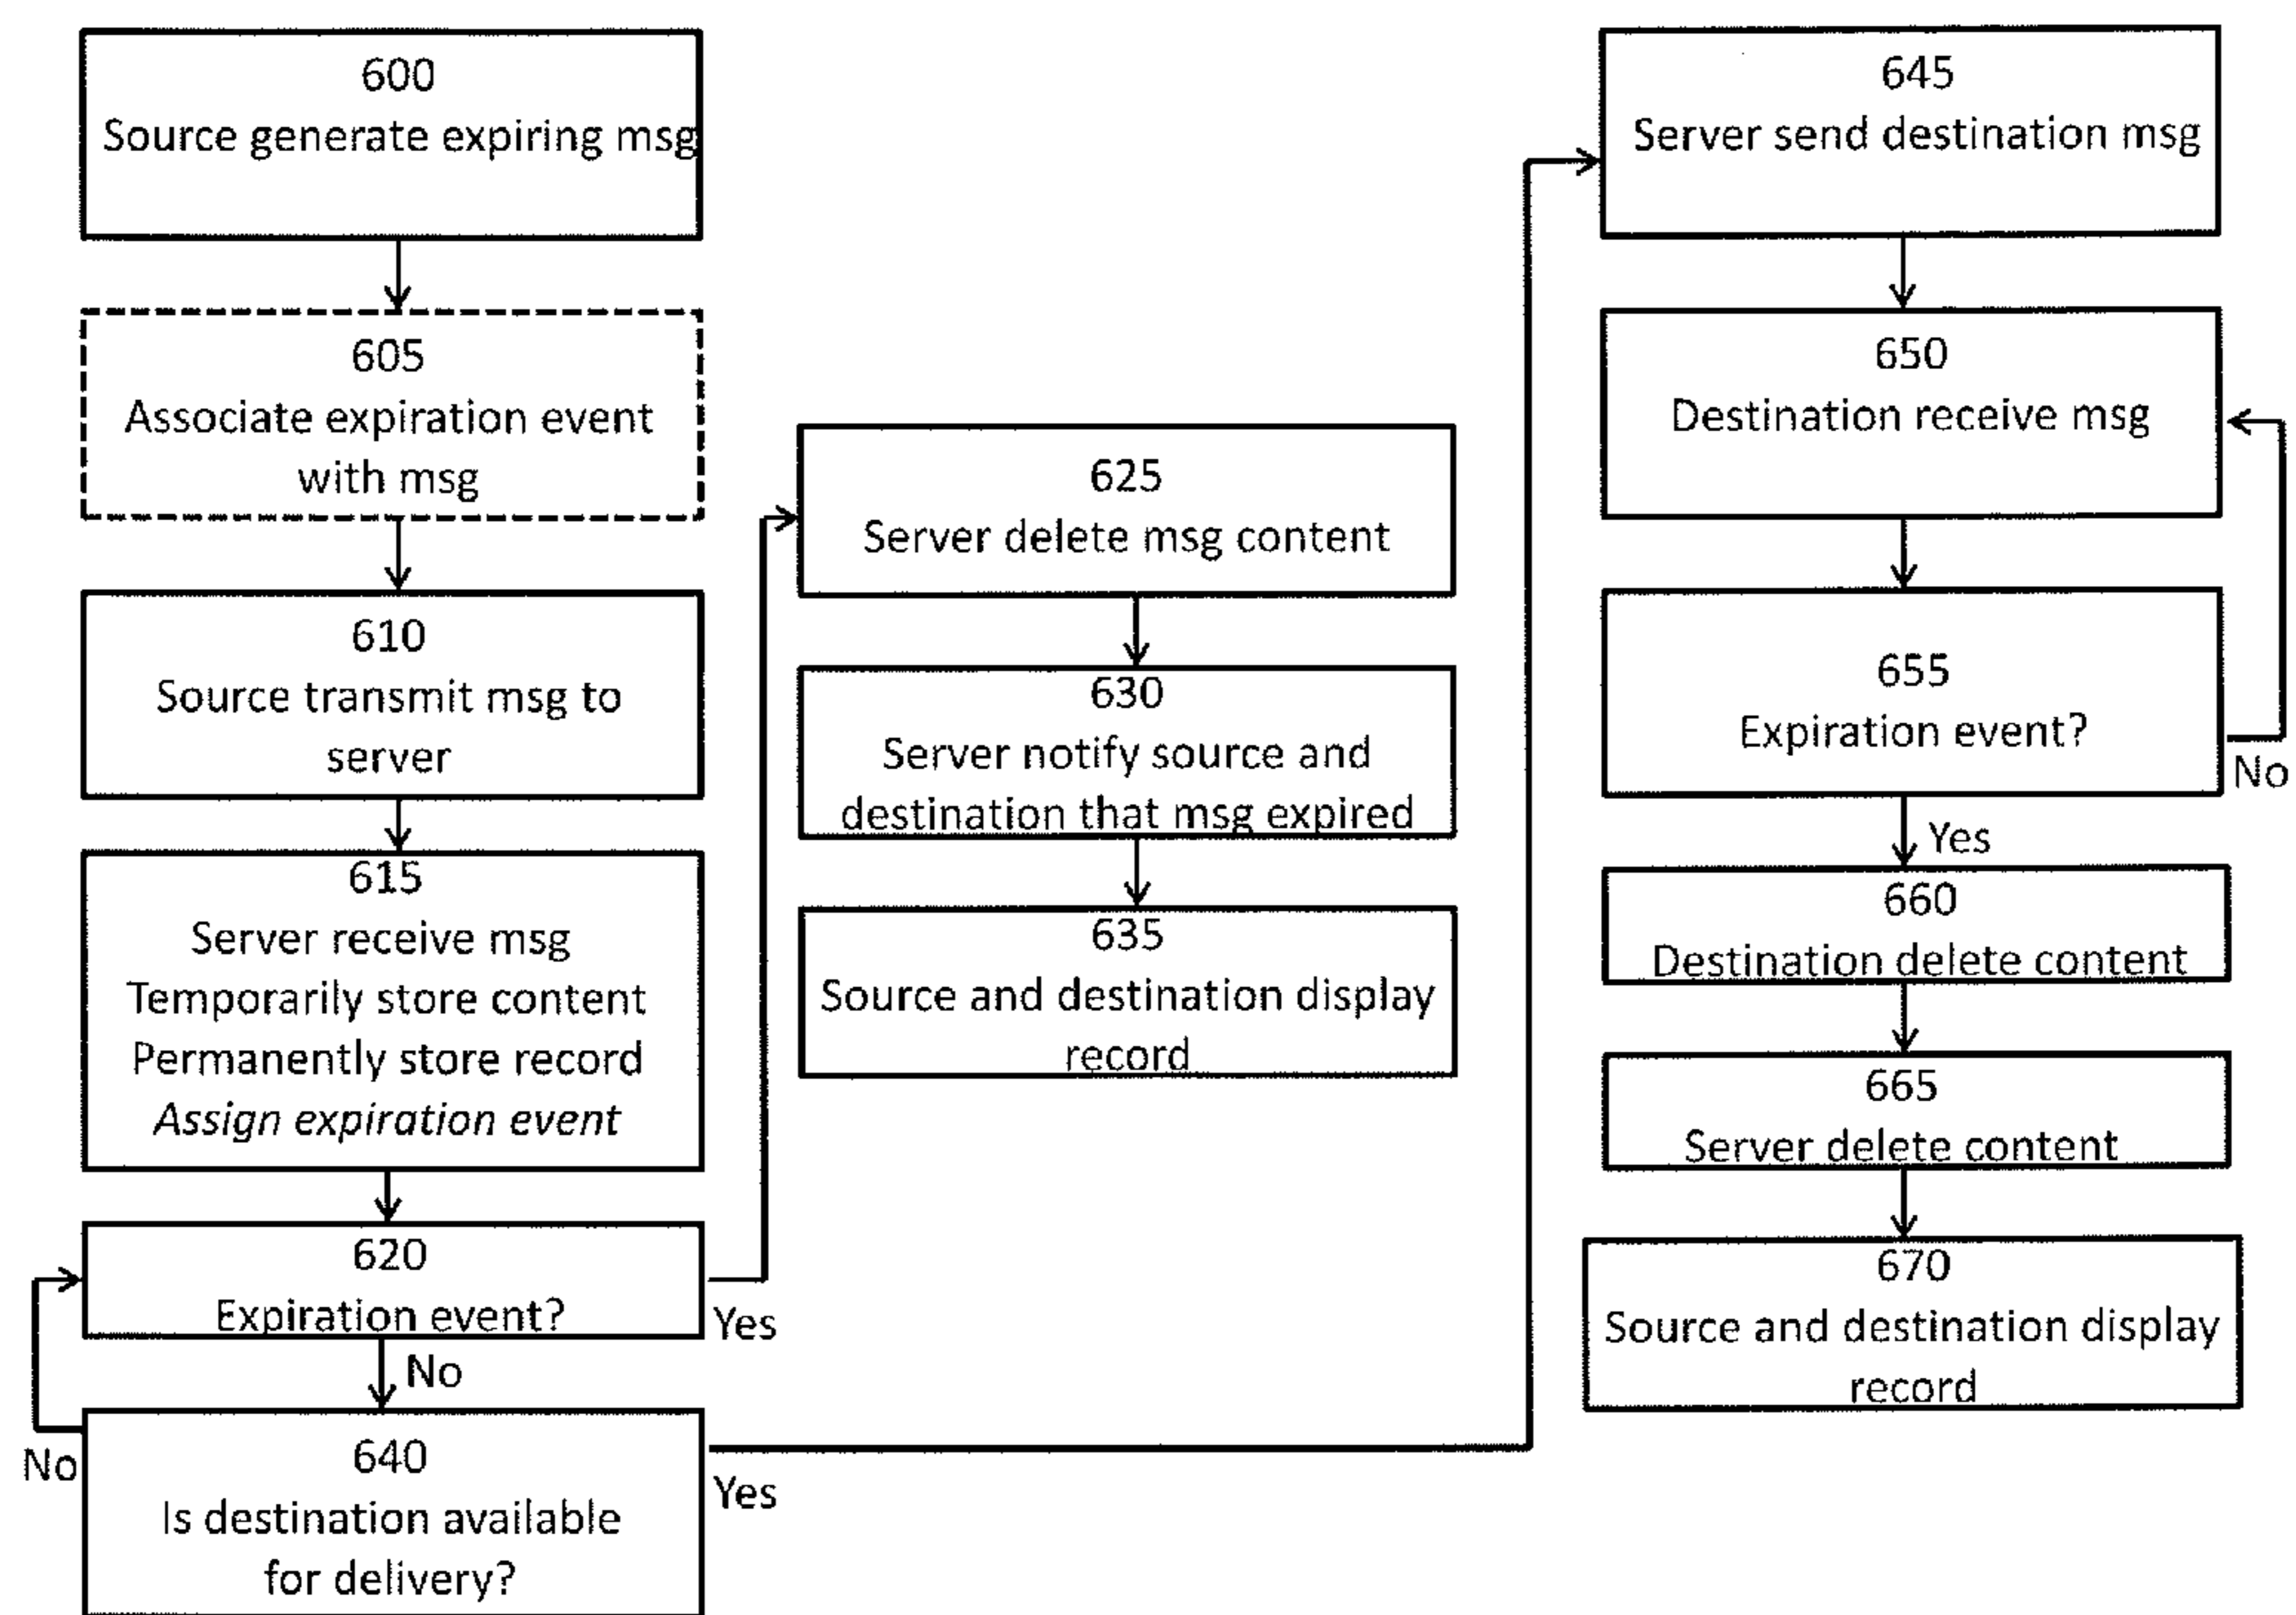 600
Source generate expiring msg
605
Associate expiration event
with msg
610
Source transmit msg to
server
615
Server receive msg
Temporarily store content
Permanently store record
Assign expiration event
620
Expiration event?
Yes
No
640
Is destination available
for delivery?
No
Yes
625
Server delete msg content
630
Server notify source and
destination that msg expired
635
Source and destination display
record
645
Server send destination msg
650
Destination receive msg
655
Expiration event?
No
Yes
660
Destination delete content
665
Server delete content
670
Source and destination display
record